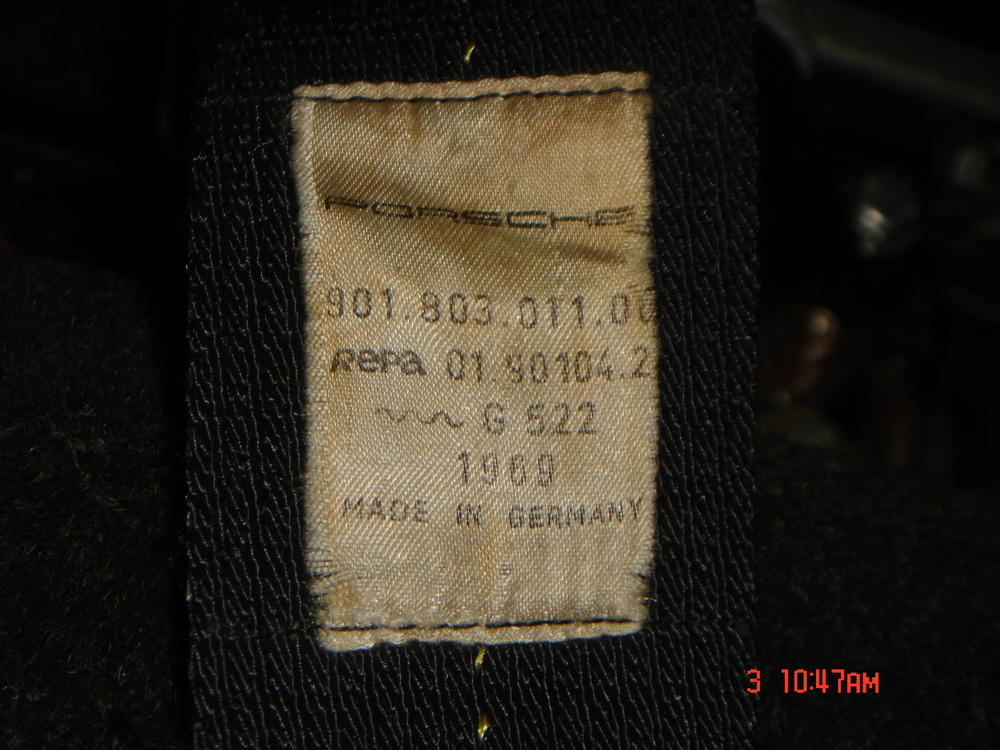 PORSCHE
901.803.011.00
Repa 01.90104.2
G 522
1969
MADE IN GERMANY
3 10:47AM